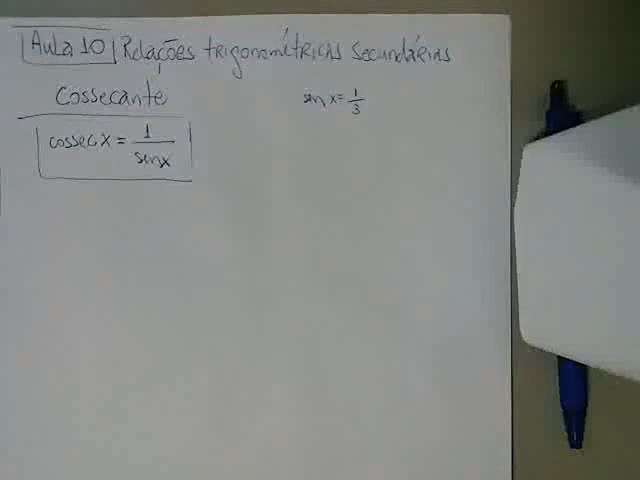 Aula 10 Relações trigonométricas secundárias
Cossecante
sin x = 1/3
cossec x = 1/sin x